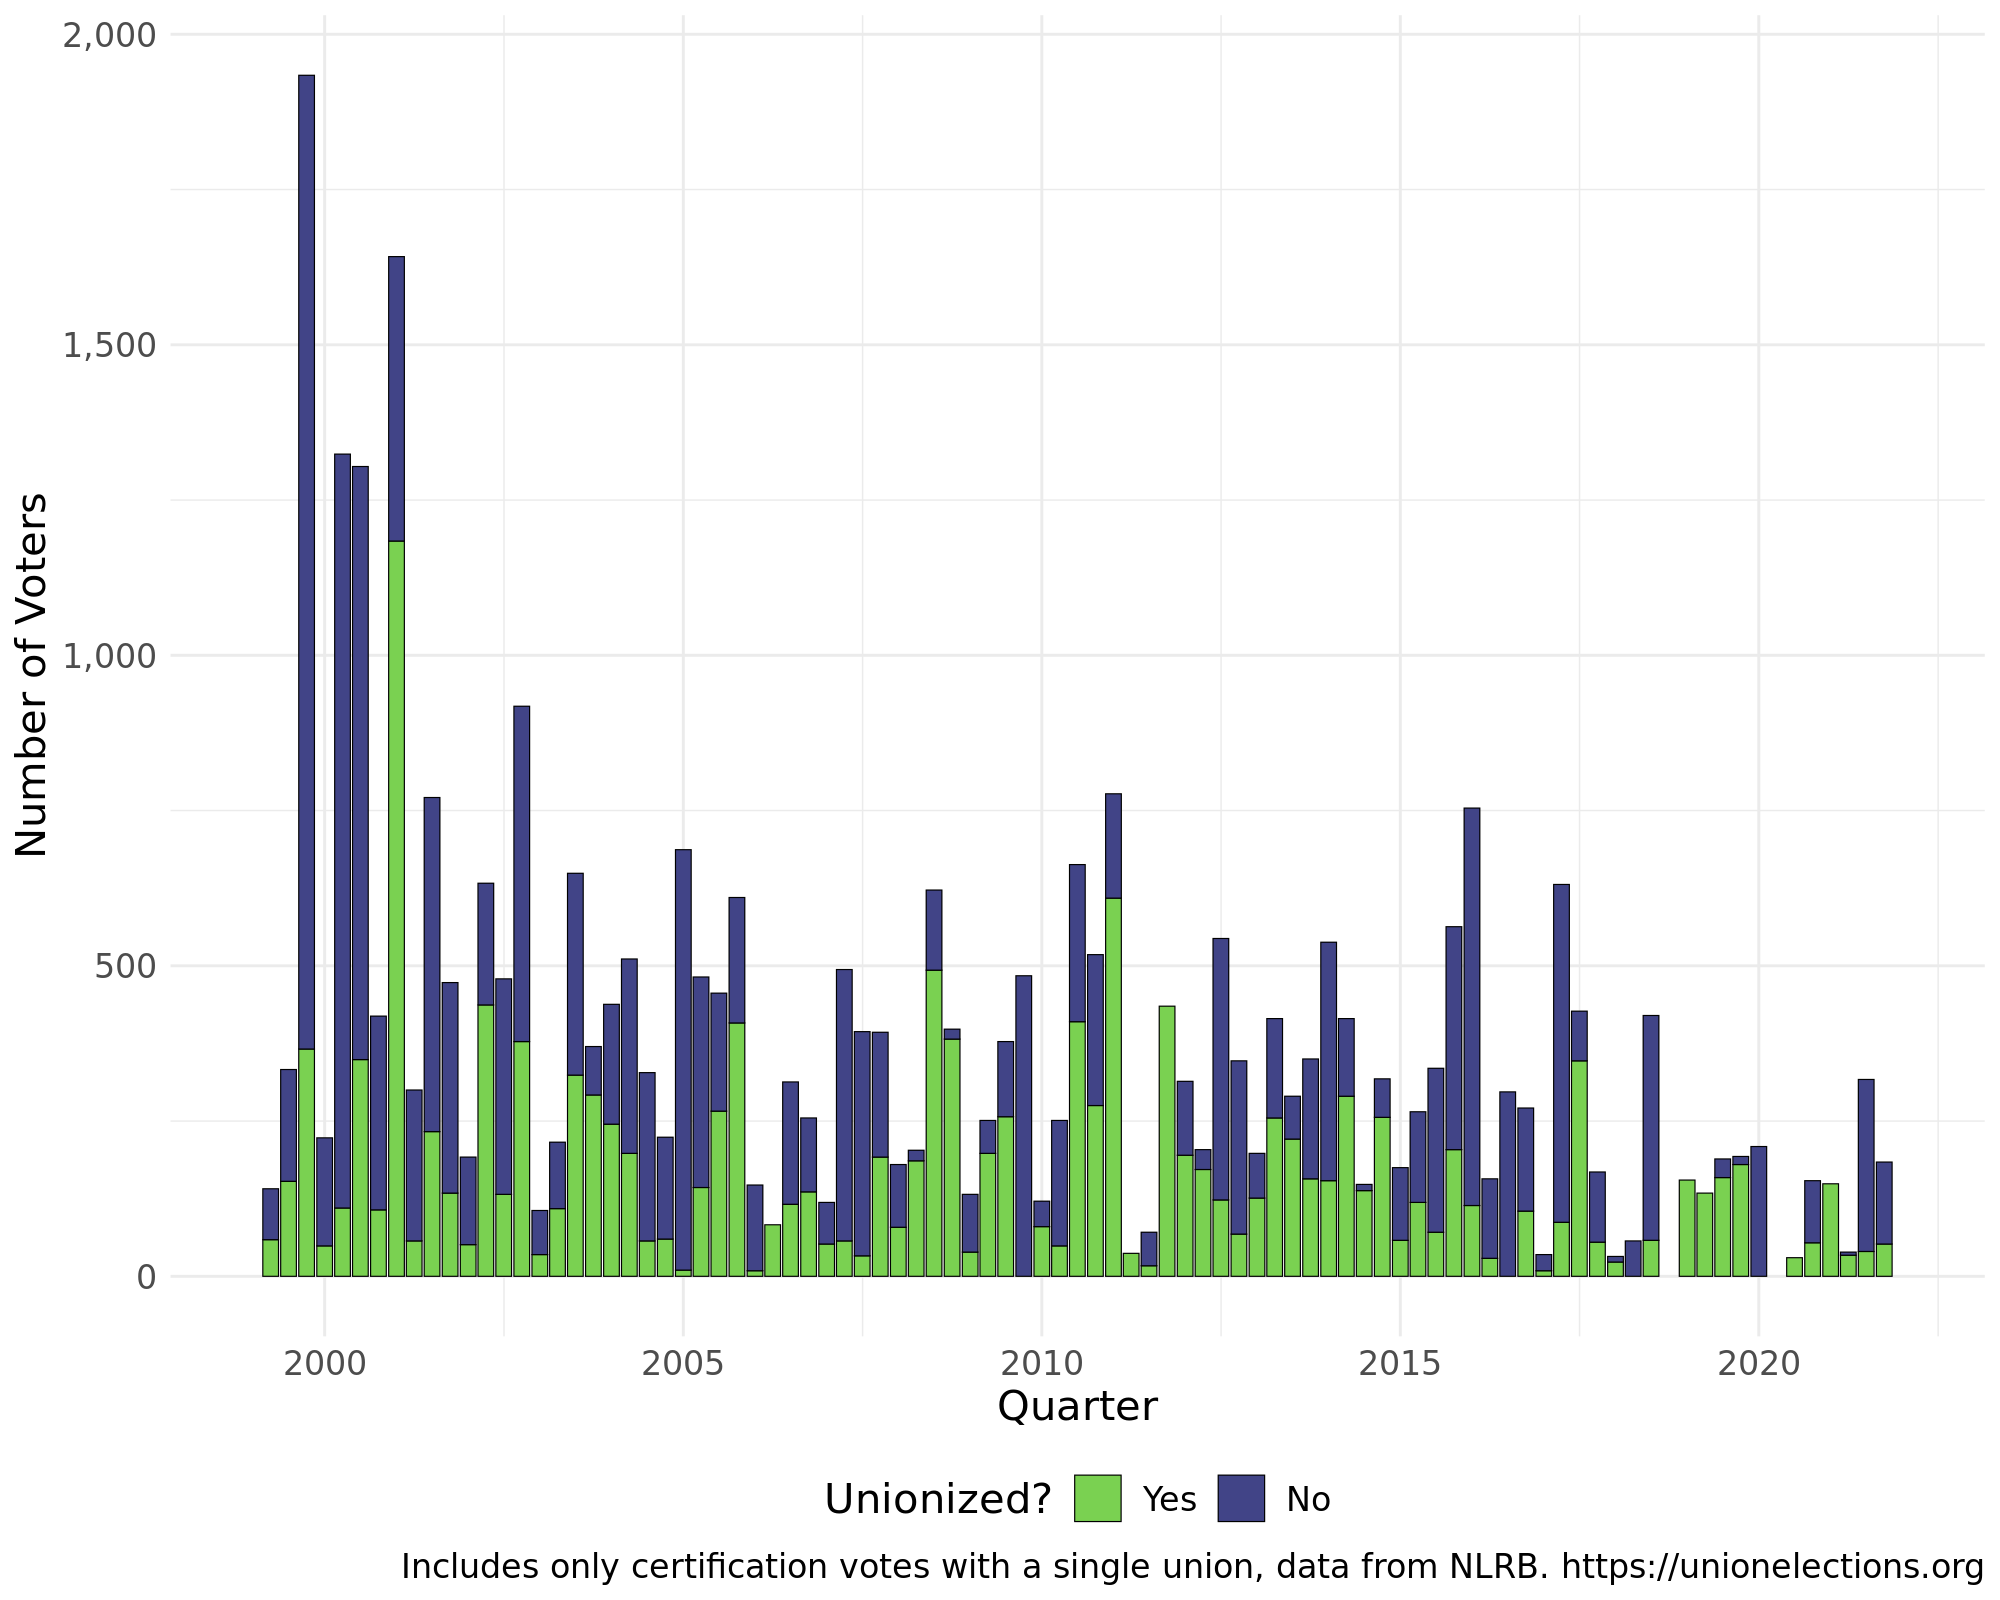 2,000
1,500
1,000
500
0
Number of Voters
2000 2005 2010 2015 2020
Quarter
Unionized? Yes No
Includes only certification votes with a single union, data from NLRB. https://unionelections.org